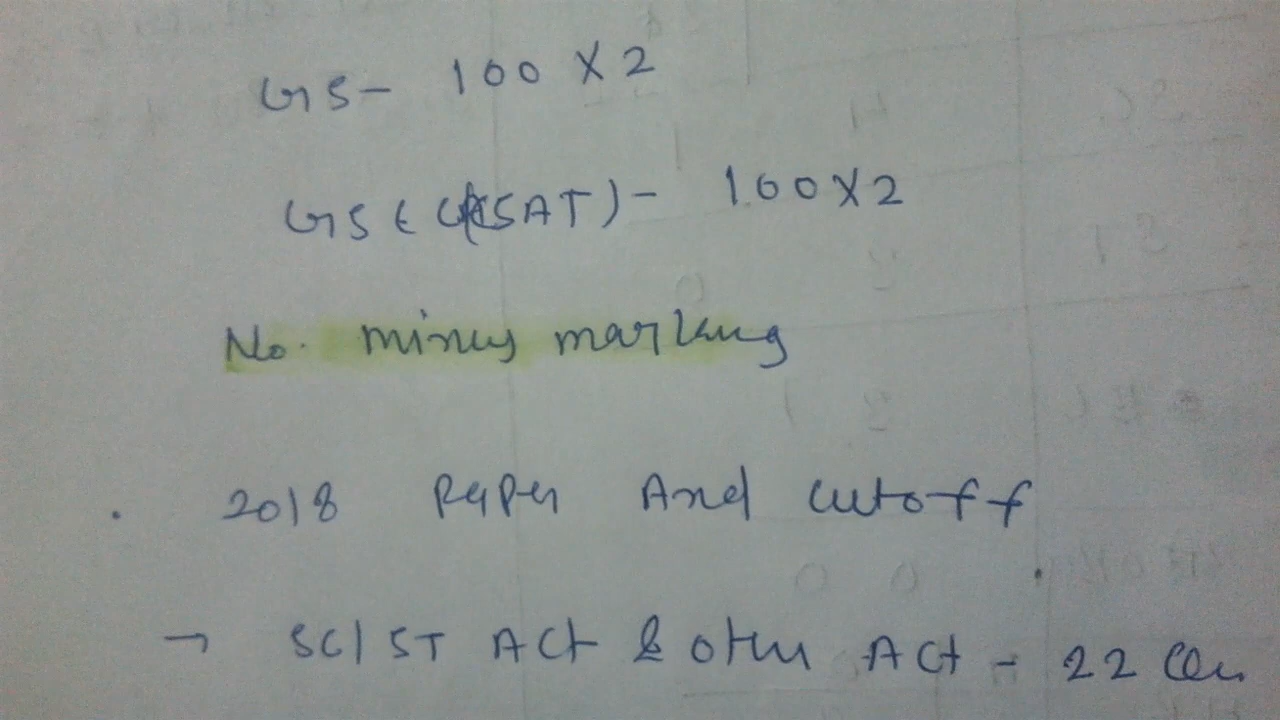 GS - 100 X 2
GS ( CSAT ) - 100 X 2
No. minus marking
. 2018 Paper And cutoff
→ SC/ST Act & other Act - 22